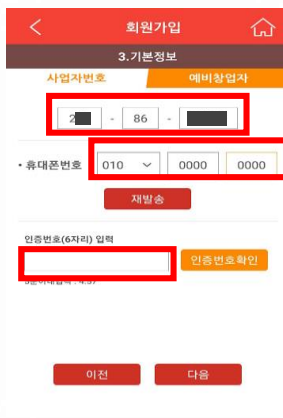 회원가입
3.기본정보
사업자번호 예비창업자
2 - 86 -
• 휴대폰번호 010 0000 0000
재발송
인증번호(6자리) 입력
인증번호확인
이전 다음